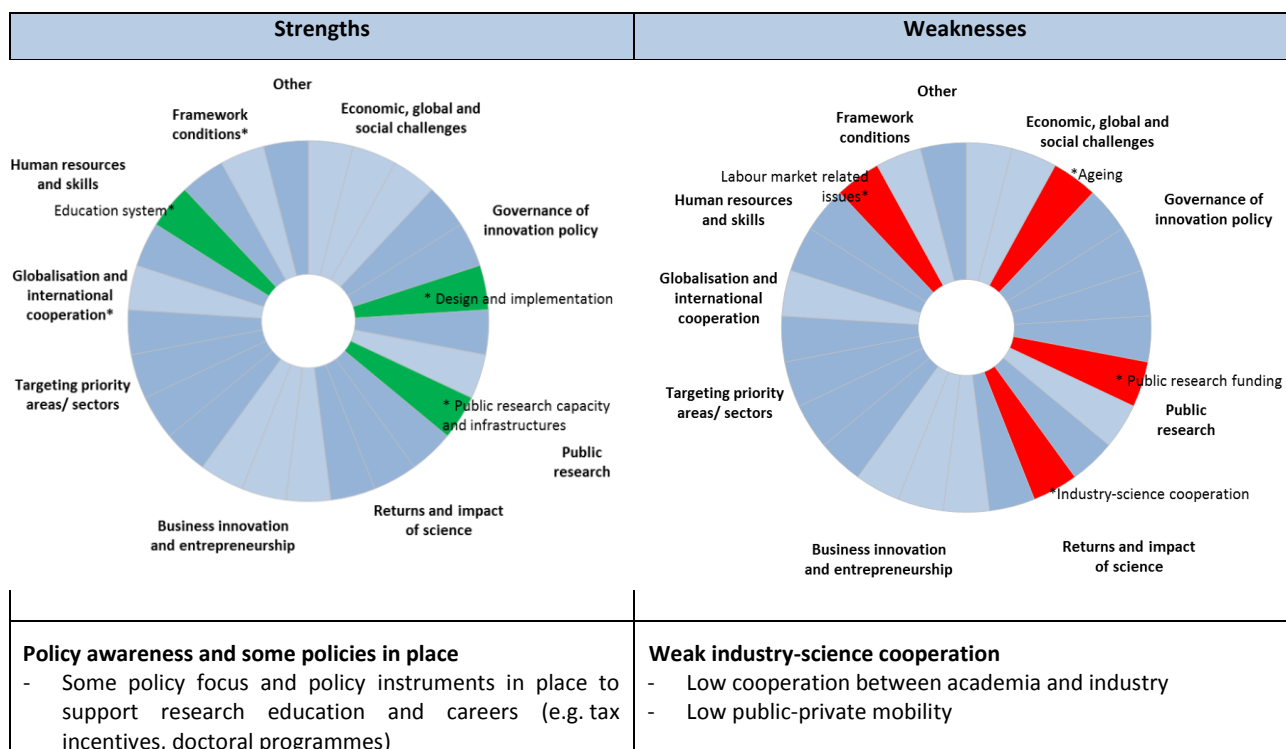 Strengths
Weaknesses
Other
Framework
conditions*
Economic, global and
social challenges
Human resources
and skills
Education system*
Governance of
innovation policy
Globalisation and
international
cooperation*
* Design and implementation
Targeting priority
areas/ sectors
* Public research capacity
and infrastructures
Public
research
Returns and impact
of science
Business innovation
and entrepreneurship
Other
Framework
conditions
Economic, global and
social challenges
Labour market related
issues*
*Ageing
Human resources
and skills
Governance of
innovation policy
Globalisation and
international
cooperation
Targeting priority
areas/ sectors
* Public research funding
Public
research
*Industry-science cooperation
Returns and impact
of science
Business innovation
and entrepreneurship
Policy awareness and some policies in place
- Some policy focus and policy instruments in place to
support research education and careers (e.g. tax
incentives, doctoral programmes)
Weak industry-science cooperation
- Low cooperation between academia and industry
- Low public-private mobility